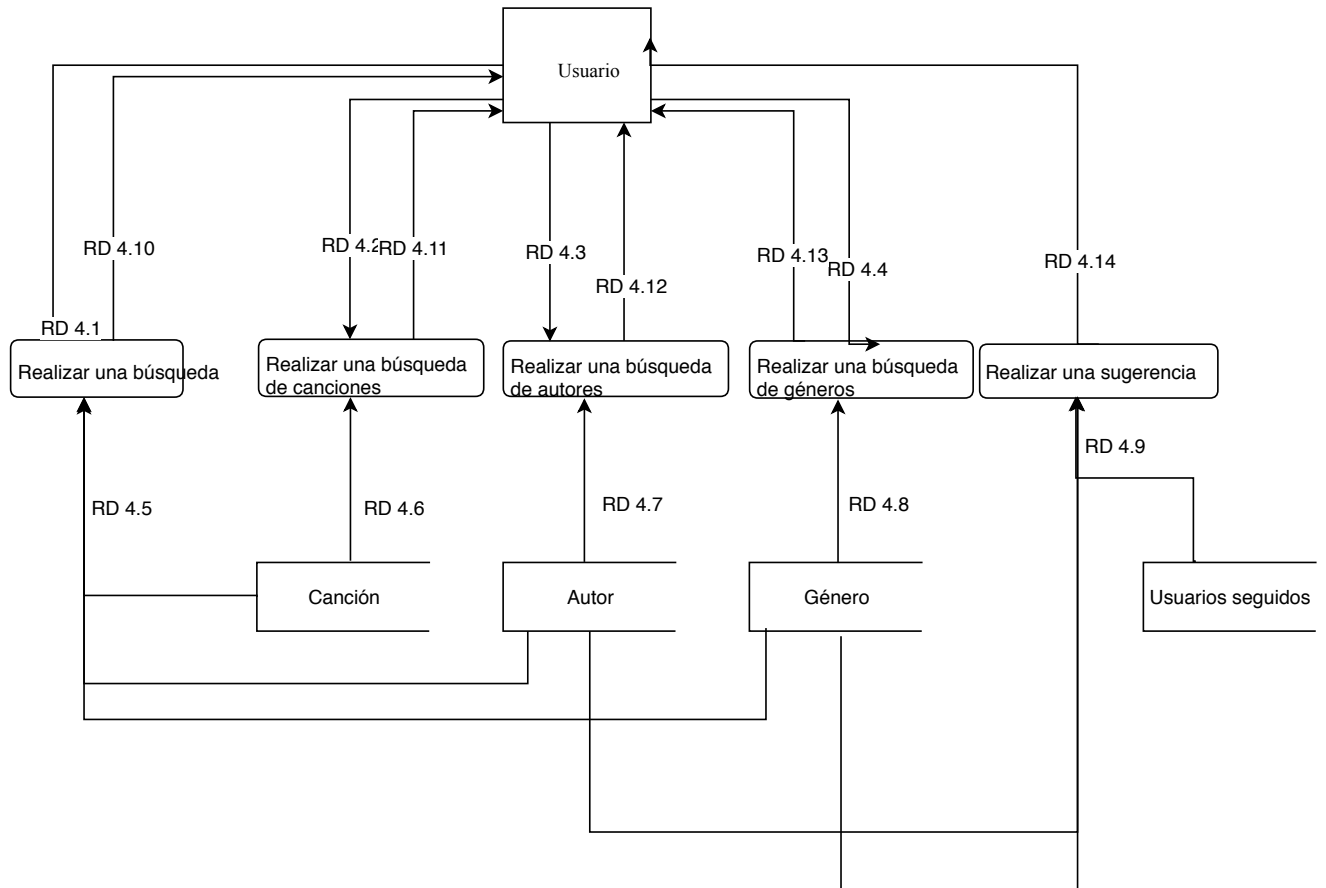 Usuario
RD 4.10
RD 4.2
RD 4.11
RD 4.3
RD 4.12
RD 4.13
RD 4.4
RD 4.14
RD 4.1
Realizar una búsqueda
Realizar una búsqueda
de canciones
Realizar una búsqueda
de autores
Realizar una búsqueda
de géneros
Realizar una sugerencia
RD 4.9
RD 4.5
RD 4.6
RD 4.7
RD 4.8
Canción
Autor
Género
Usuarios seguidos